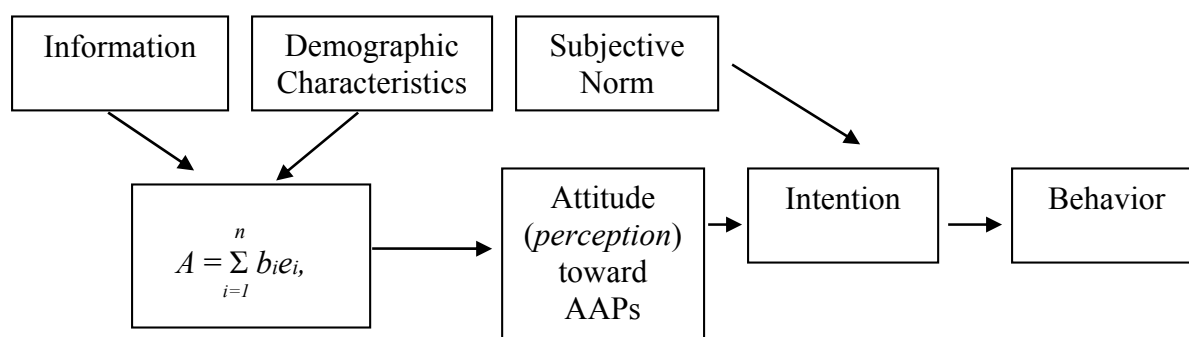 Information
Demographic
Characteristics
Subjective
Norm
n
A = Σ bᵢeᵢ,
i=1
Attitude
(perception)
toward
AAPs
Intention
Behavior